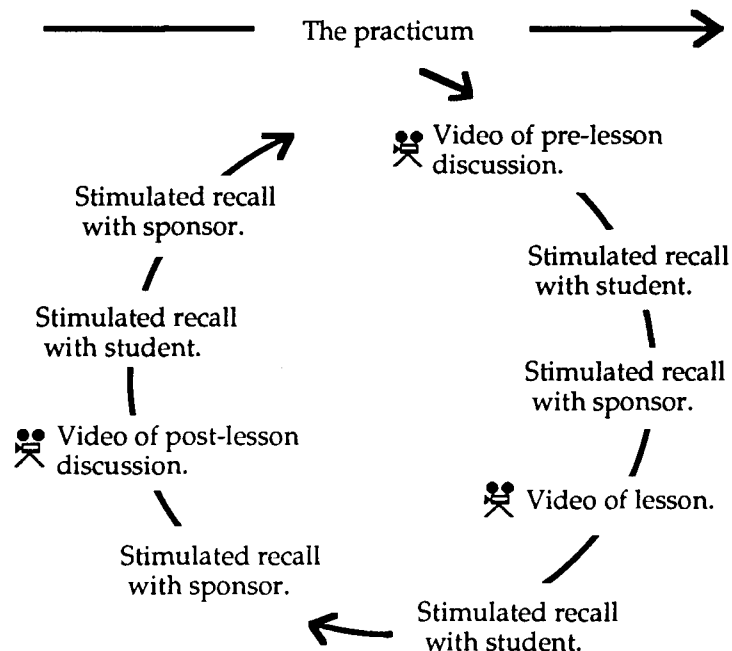 The practicum
Video of pre-lesson
discussion.
Stimulated recall
with student.
Stimulated recall
with sponsor.
Video of lesson.
Stimulated recall
with student.
Stimulated recall
with sponsor.
Video of post-lesson
discussion.
Stimulated recall
with student.
Stimulated recall
with sponsor.